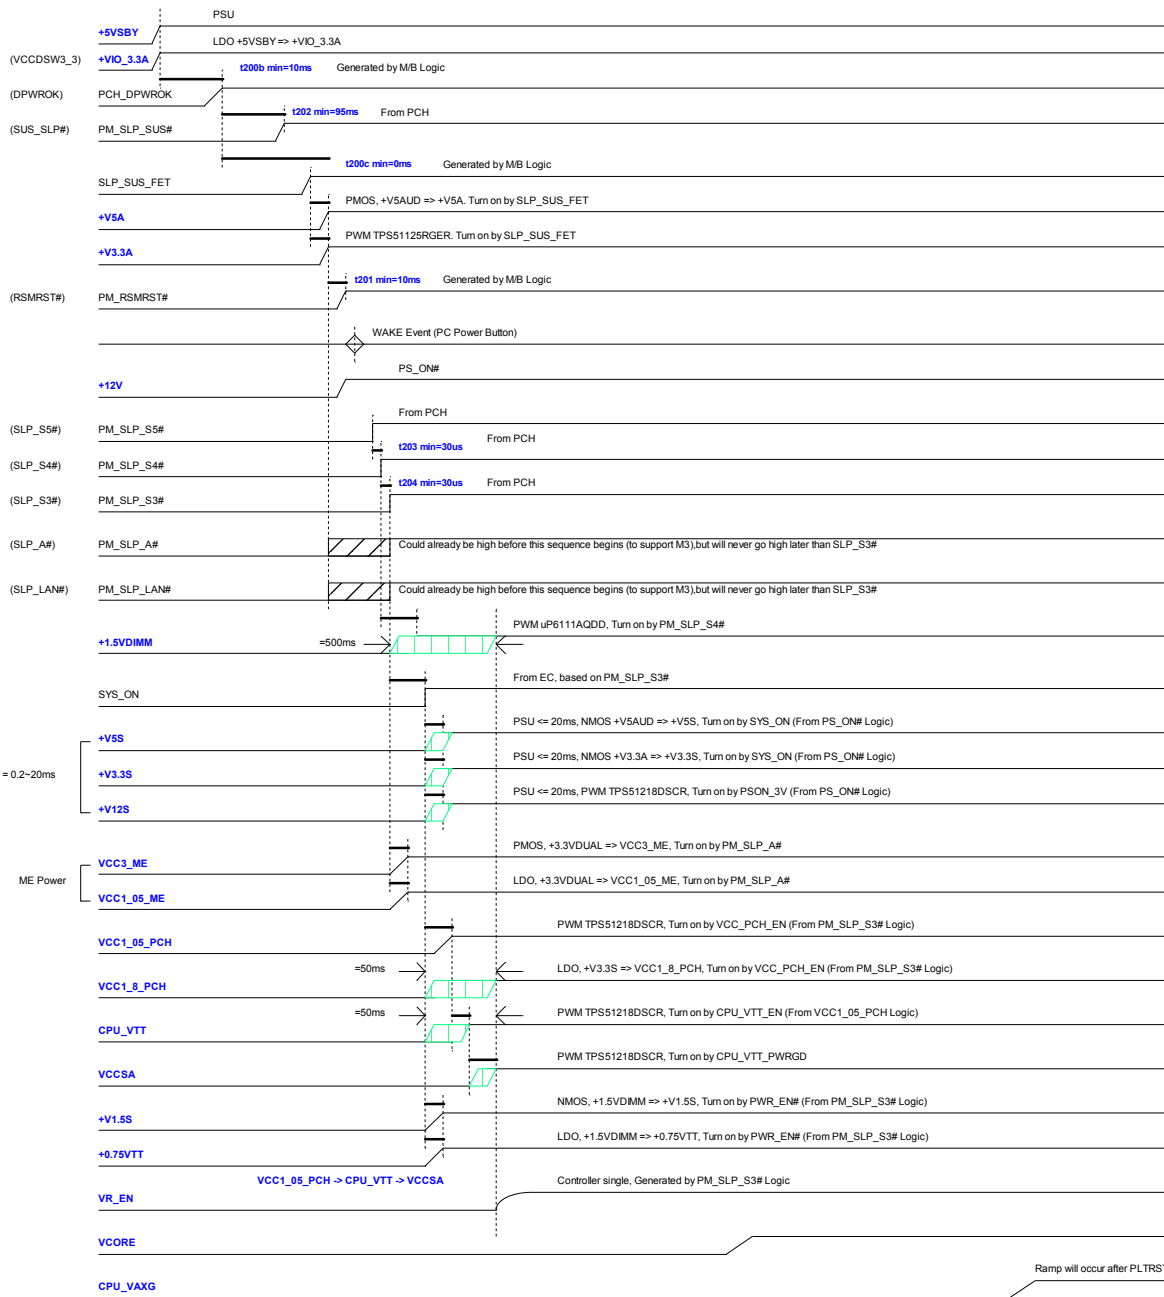 PSU
+5VSBY
LDO +5VSBY => +VIO_3.3A
(VCCDSW3_3) +VIO_3.3A
t200b min=10ms Generated by M/B Logic
(DPWROK) PCH_DPWROK
t202 min=95ms From PCH
(SUS_SLP#) PM_SLP_SUS#
t200c min=0ms Generated by M/B Logic
SLP_SUS_FET
PMOS, +V5AUD => +V5A. Turn on by SLP_SUS_FET
+V5A
PWM TPS51125RGER. Turn on by SLP_SUS_FET
+V3.3A
t201 min=10ms Generated by M/B Logic
(RSMRST#) PM_RSMRST#
WAKE Event (PC Power Button)
PS_ON#
+12V
From PCH
(SLP_S5#) PM_SLP_S5#
t203 min=30us From PCH
(SLP_S4#) PM_SLP_S4#
t204 min=30us From PCH
(SLP_S3#) PM_SLP_S3#
(SLP_A#) PM_SLP_A# Could already be high before this sequence begins (to support M3),but will never go high later than SLP_S3#
(SLP_LAN#) PM_SLP_LAN# Could already be high before this sequence begins (to support M3),but will never go high later than SLP_S3#
PWM uP6111AQDD, Turn on by PM_SLP_S4#
+1.5VDIMM =500ms
From EC, based on PM_SLP_S3#
SYS_ON
PSU <= 20ms, NMOS +V5AUD => +V5S, Turn on by SYS_ON (From PS_ON# Logic)
+V5S
PSU <= 20ms, NMOS +V3.3A => +V3.3S, Turn on by SYS_ON (From PS_ON# Logic)
= 0.2~20ms +V3.3S
PSU <= 20ms, PWM TPS51218DSCR, Turn on by PSON_3V (From PS_ON# Logic)
+V12S
PMOS, +3.3VDUAL => VCC3_ME, Turn on by PM_SLP_A#
VCC3_ME
ME Power
LDO, +3.3VDUAL => VCC1_05_ME, Turn on by PM_SLP_A#
VCC1_05_ME
PWM TPS51218DSCR, Turn on by VCC_PCH_EN (From PM_SLP_S3# Logic)
VCC1_05_PCH
=50ms LDO, +V3.3S => VCC1_8_PCH, Turn on by VCC_PCH_EN (From PM_SLP_S3# Logic)
VCC1_8_PCH
=50ms PWM TPS51218DSCR, Turn on by CPU_VTT_EN (From VCC1_05_PCH Logic)
CPU_VTT
PWM TPS51218DSCR, Turn on by CPU_VTT_PWRGD
VCCSA
NMOS, +1.5VDIMM => +V1.5S, Turn on by PWR_EN# (From PM_SLP_S3# Logic)
+V1.5S
LDO, +1.5VDIMM => +0.75VTT, Turn on by PWR_EN# (From PM_SLP_S3# Logic)
+0.75VTT
VCC1_05_PCH -> CPU_VTT -> VCCSA Controller single, Generated by PM_SLP_S3# Logic
VR_EN
VCORE
Ramp will occur after PLTRST
CPU_VAXG